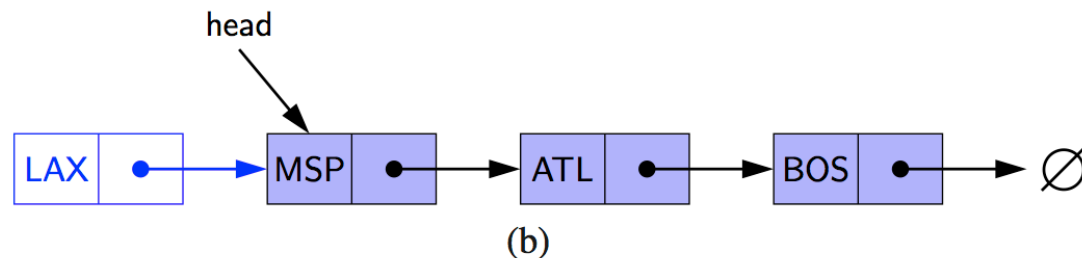 head
LAX MSP ATL BOS ∅
(b)